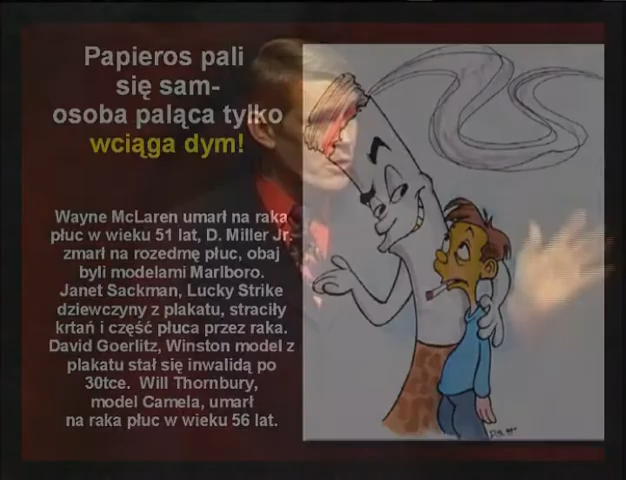 Papieros pali
się sam-
osoba paląca tylko
wciąga dym!
Wayne McLaren umarł na raka
płuc w wieku 51 lat, D. Miller Jr.
zmarł na rozedmę płuc, obaj
byli modelami Marlboro.
Janet Sackman, Lucky Strike
dziewczyny z plakatu, straciły
krtań i część płuca przez raka.
David Goerlitz, Winston model z
plakatu stał się inwalidą po
30tce. Will Thornbury,
model Camela, umarł
na raka płuc w wieku 56 lat.